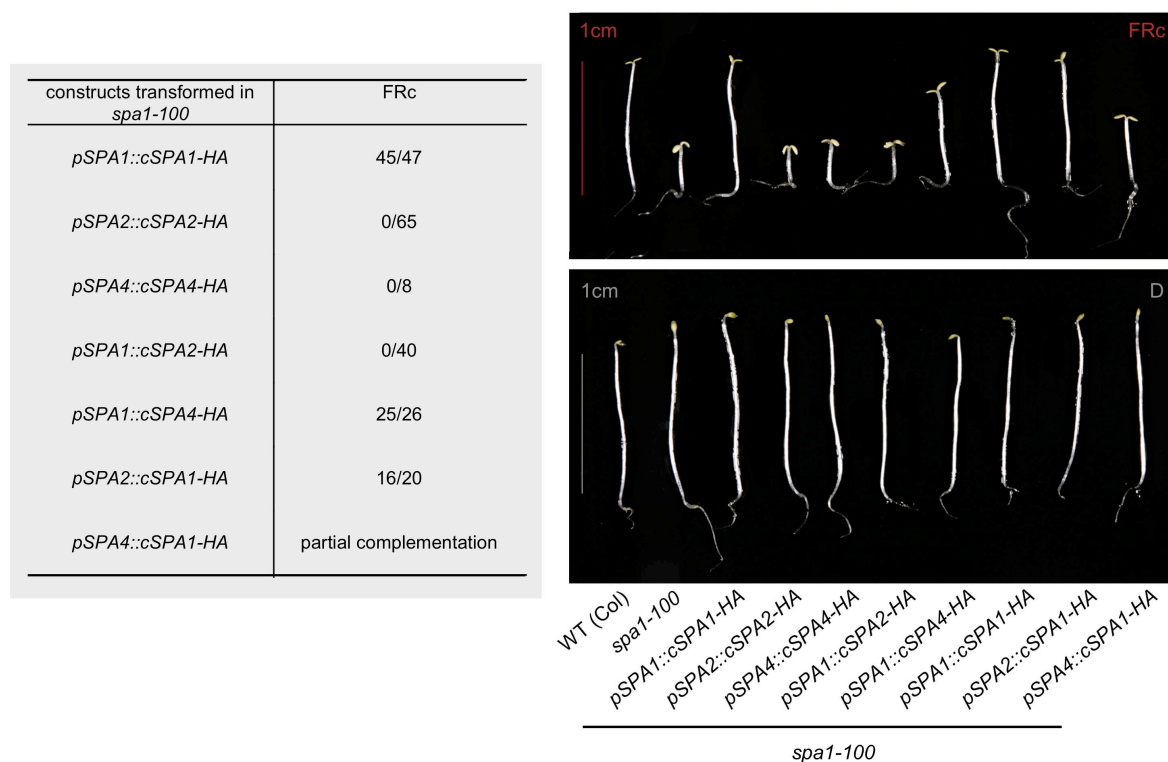 constructs transformed in FRc
spa1-100
pSPA1::cSPA1-HA 45/47
pSPA2::cSPA2-HA 0/65
pSPA4::cSPA4-HA 0/8
pSPA1::cSPA2-HA 0/40
pSPA1::cSPA4-HA 25/26
pSPA2::cSPA1-HA 16/20
pSPA4::cSPA1-HA partial complementation
1cm FRc
1cm D
WT (Col)
spa1-100
pSPA1::cSPA1-HA
pSPA2::cSPA2-HA
pSPA4::cSPA4-HA
pSPA1::cSPA2-HA
pSPA1::cSPA4-HA
pSPA1::cSPA1-HA
pSPA2::cSPA1-HA
pSPA4::cSPA1-HA
spa1-100